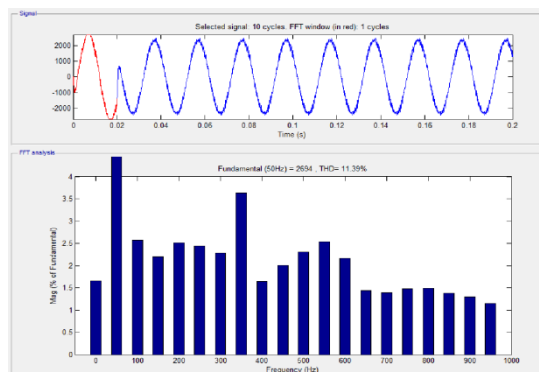 Signal
Selected signal: 10 cycles. FFT window (in red): 1 cycles
2000
1000
0
-1000
-2000
0 0.02 0.04 0.06 0.08 0.1 0.12 0.14 0.16 0.18 0.2
Time (s)
FFT analysis
Fundamental (50Hz) = 2694 , THD= 11.39%
Mag (% of Fundamental)
4
3.5
3
2.5
2
1.5
1
0.5
0
0 100 200 300 400 500 600 700 800 900 1000
Frequency (Hz)